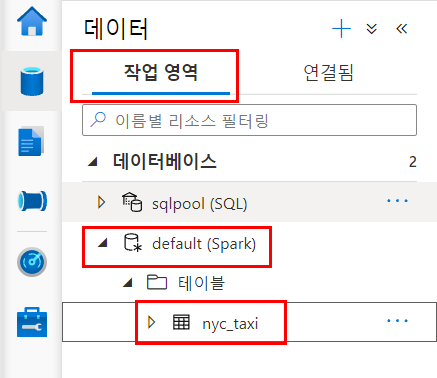 데이터
작업 영역 연결됨
이름별 리소스 필터링
데이터베이스 2
sqlpool (SQL)
default (Spark)
테이블
nyc_taxi